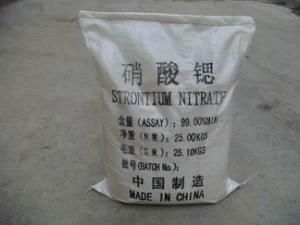 硝酸锶
STRONTIUM NITRATE
含量(ASSAY): 99.00%MIN
净重(N.W.): 25.00KGS
毛重(G.W.): 25.10KGS
批号(BATCH No.):
中国制造
MADE IN CHINA